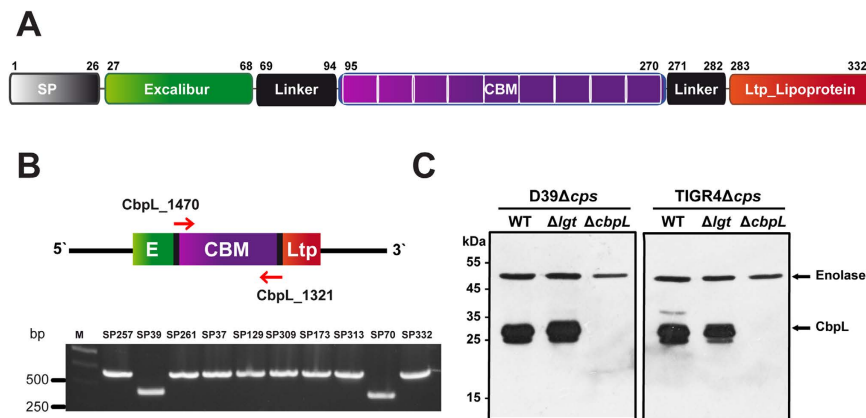 A
1 26 27 68 69 94 95 270 271 282 283 332
SP Excalibur Linker CBM Linker Ltp_Lipoprotein
B
CbpL_1470
5` E CBM Ltp 3`
CbpL_1321
bp M SP257 SP39 SP261 SP37 SP129 SP309 SP173 SP313 SP70 SP332
500
250
C
D39Δcps TIGR4Δcps
WT Δlgt ΔcbpL WT Δlgt ΔcbpL
kDa
55
Enolase
45
35
CbpL
25
15